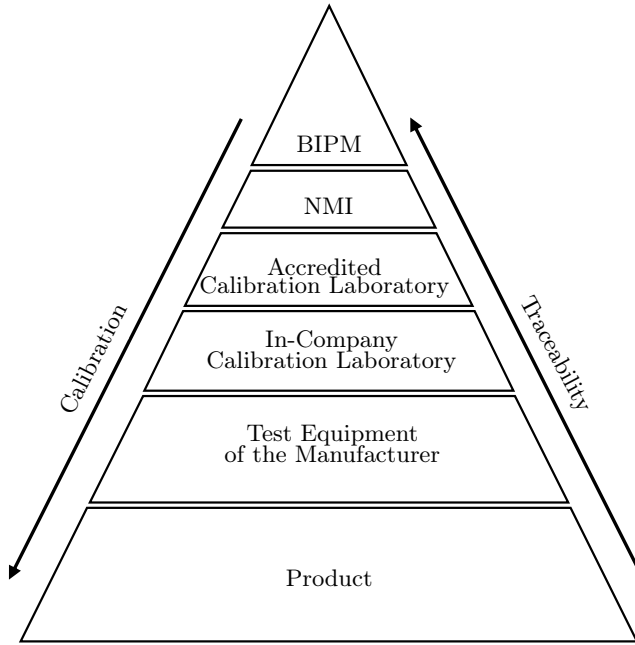 BIPM
NMI
Accredited
Calibration Laboratory
In-Company
Calibration Laboratory
Test Equipment
of the Manufacturer
Product
Calibration
Traceability